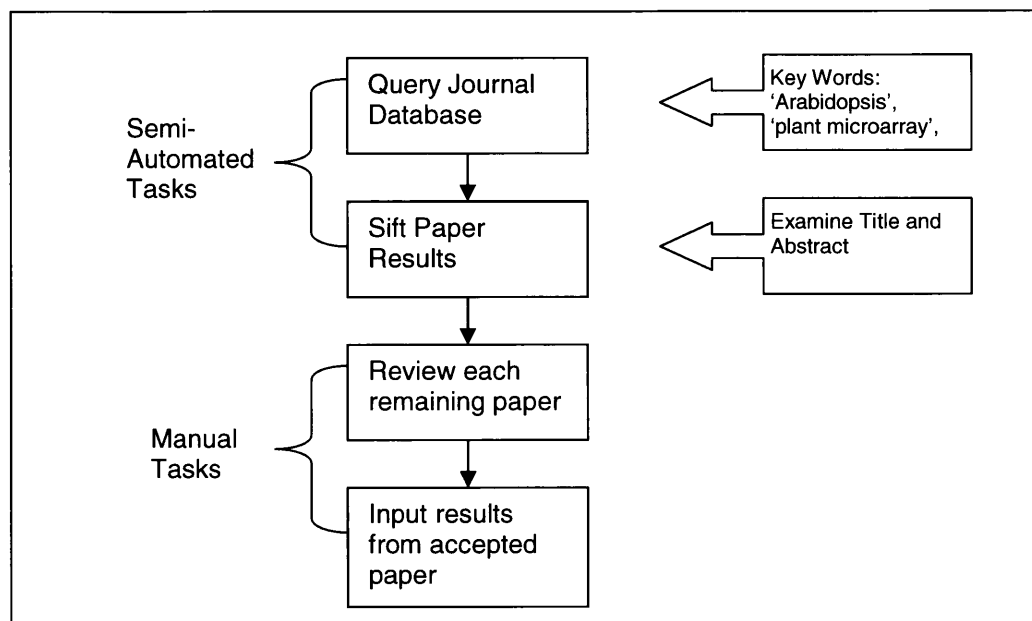 Query Journal
Database
Key Words:
'Arabidopsis',
'plant microarray',
Semi-
Automated
Tasks
Sift Paper
Results
Examine Title and
Abstract
Review each
remaining paper
Manual
Tasks
Input results
from accepted
paper